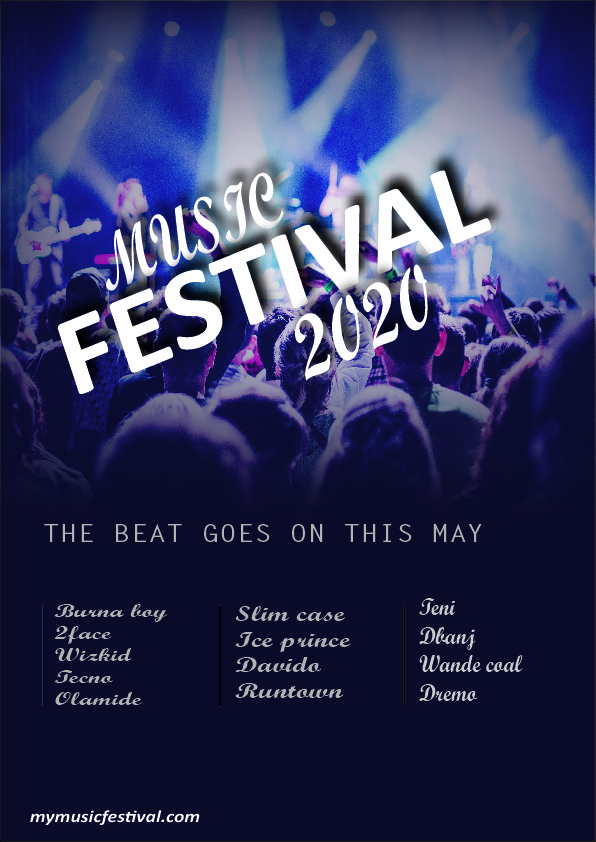 MUSIC
FESTIVAL
2020
THE BEAT GOES ON THIS MAY
Burna boy
2face
Wizkid
Tecno
Olamide
Slim case
Ice prince
Davido
Runtown
Teni
Dbanj
Wande coal
Dremo
mymusicfestival.com